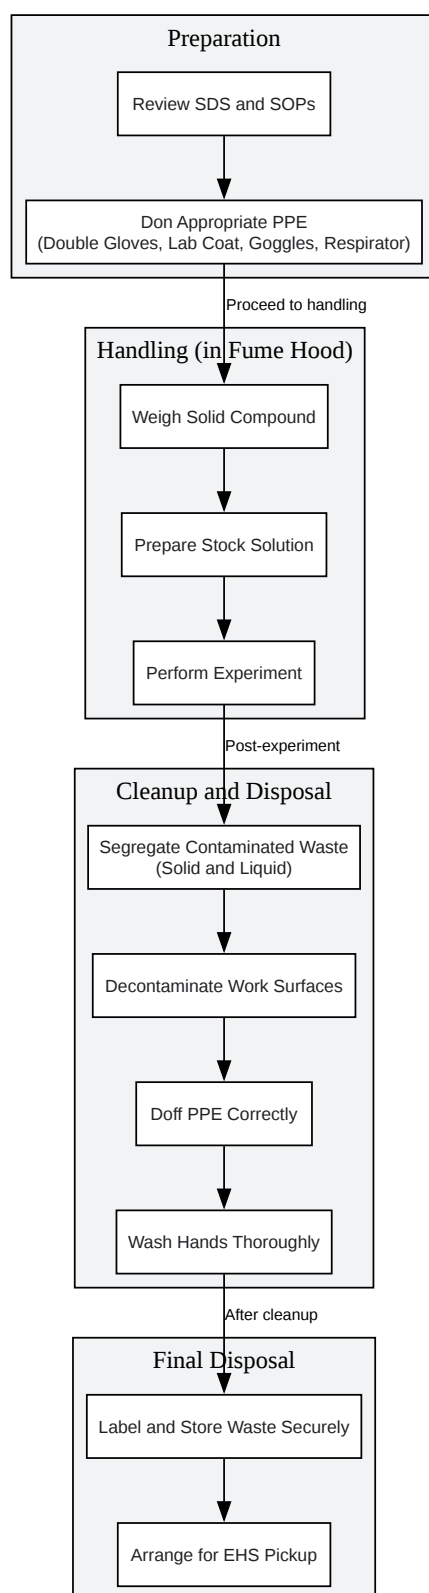 Preparation
Review SDS and SOPs
Don Appropriate PPE
(Double Gloves, Lab Coat, Goggles, Respirator)
Proceed to handling
Handling (in Fume Hood)
Weigh Solid Compound
Prepare Stock Solution
Perform Experiment
Post-experiment
Cleanup and Disposal
Segregate Contaminated Waste
(Solid and Liquid)
Decontaminate Work Surfaces
Doff PPE Correctly
Wash Hands Thoroughly
After cleanup
Final Disposal
Label and Store Waste Securely
Arrange for EHS Pickup